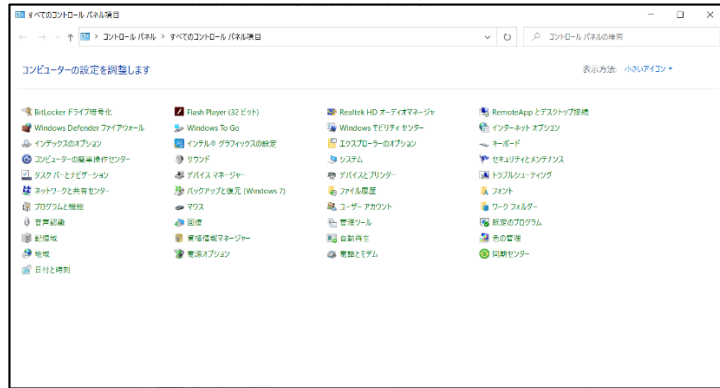 すべてのコントロール パネル項目
コントロール パネル > すべてのコントロール パネル項目
コントロール パネルの検索
コンピューターの設定を調整します
表示方法: 小さいアイコン
BitLocker ドライブ暗号化 Flash Player (32 ビット) Realtek HD オーディオマネージャ RemoteApp とデスクトップ接続
Windows Defender ファイアウォール Windows To Go Windows モビリティ センター インターネット オプション
インデックスのオプション インテル® グラフィックスの設定 エクスプローラーのオプション キーボード
コンピューターの簡単操作センター サウンド システム セキュリティとメンテナンス
タスク バーとナビゲーション デバイス マネージャー デバイスとプリンター トラブルシューティング
ネットワークと共有センター バックアップと復元 (Windows 7) ファイル履歴 フォント
プログラムと機能 マウス ユーザー アカウント ワーク フォルダー
音声認識 回復 管理ツール 既定のプログラム
記憶域 資格情報マネージャー 自動再生 色の管理
地域 電源オプション 電話とモデム 同期センター
日付と時刻